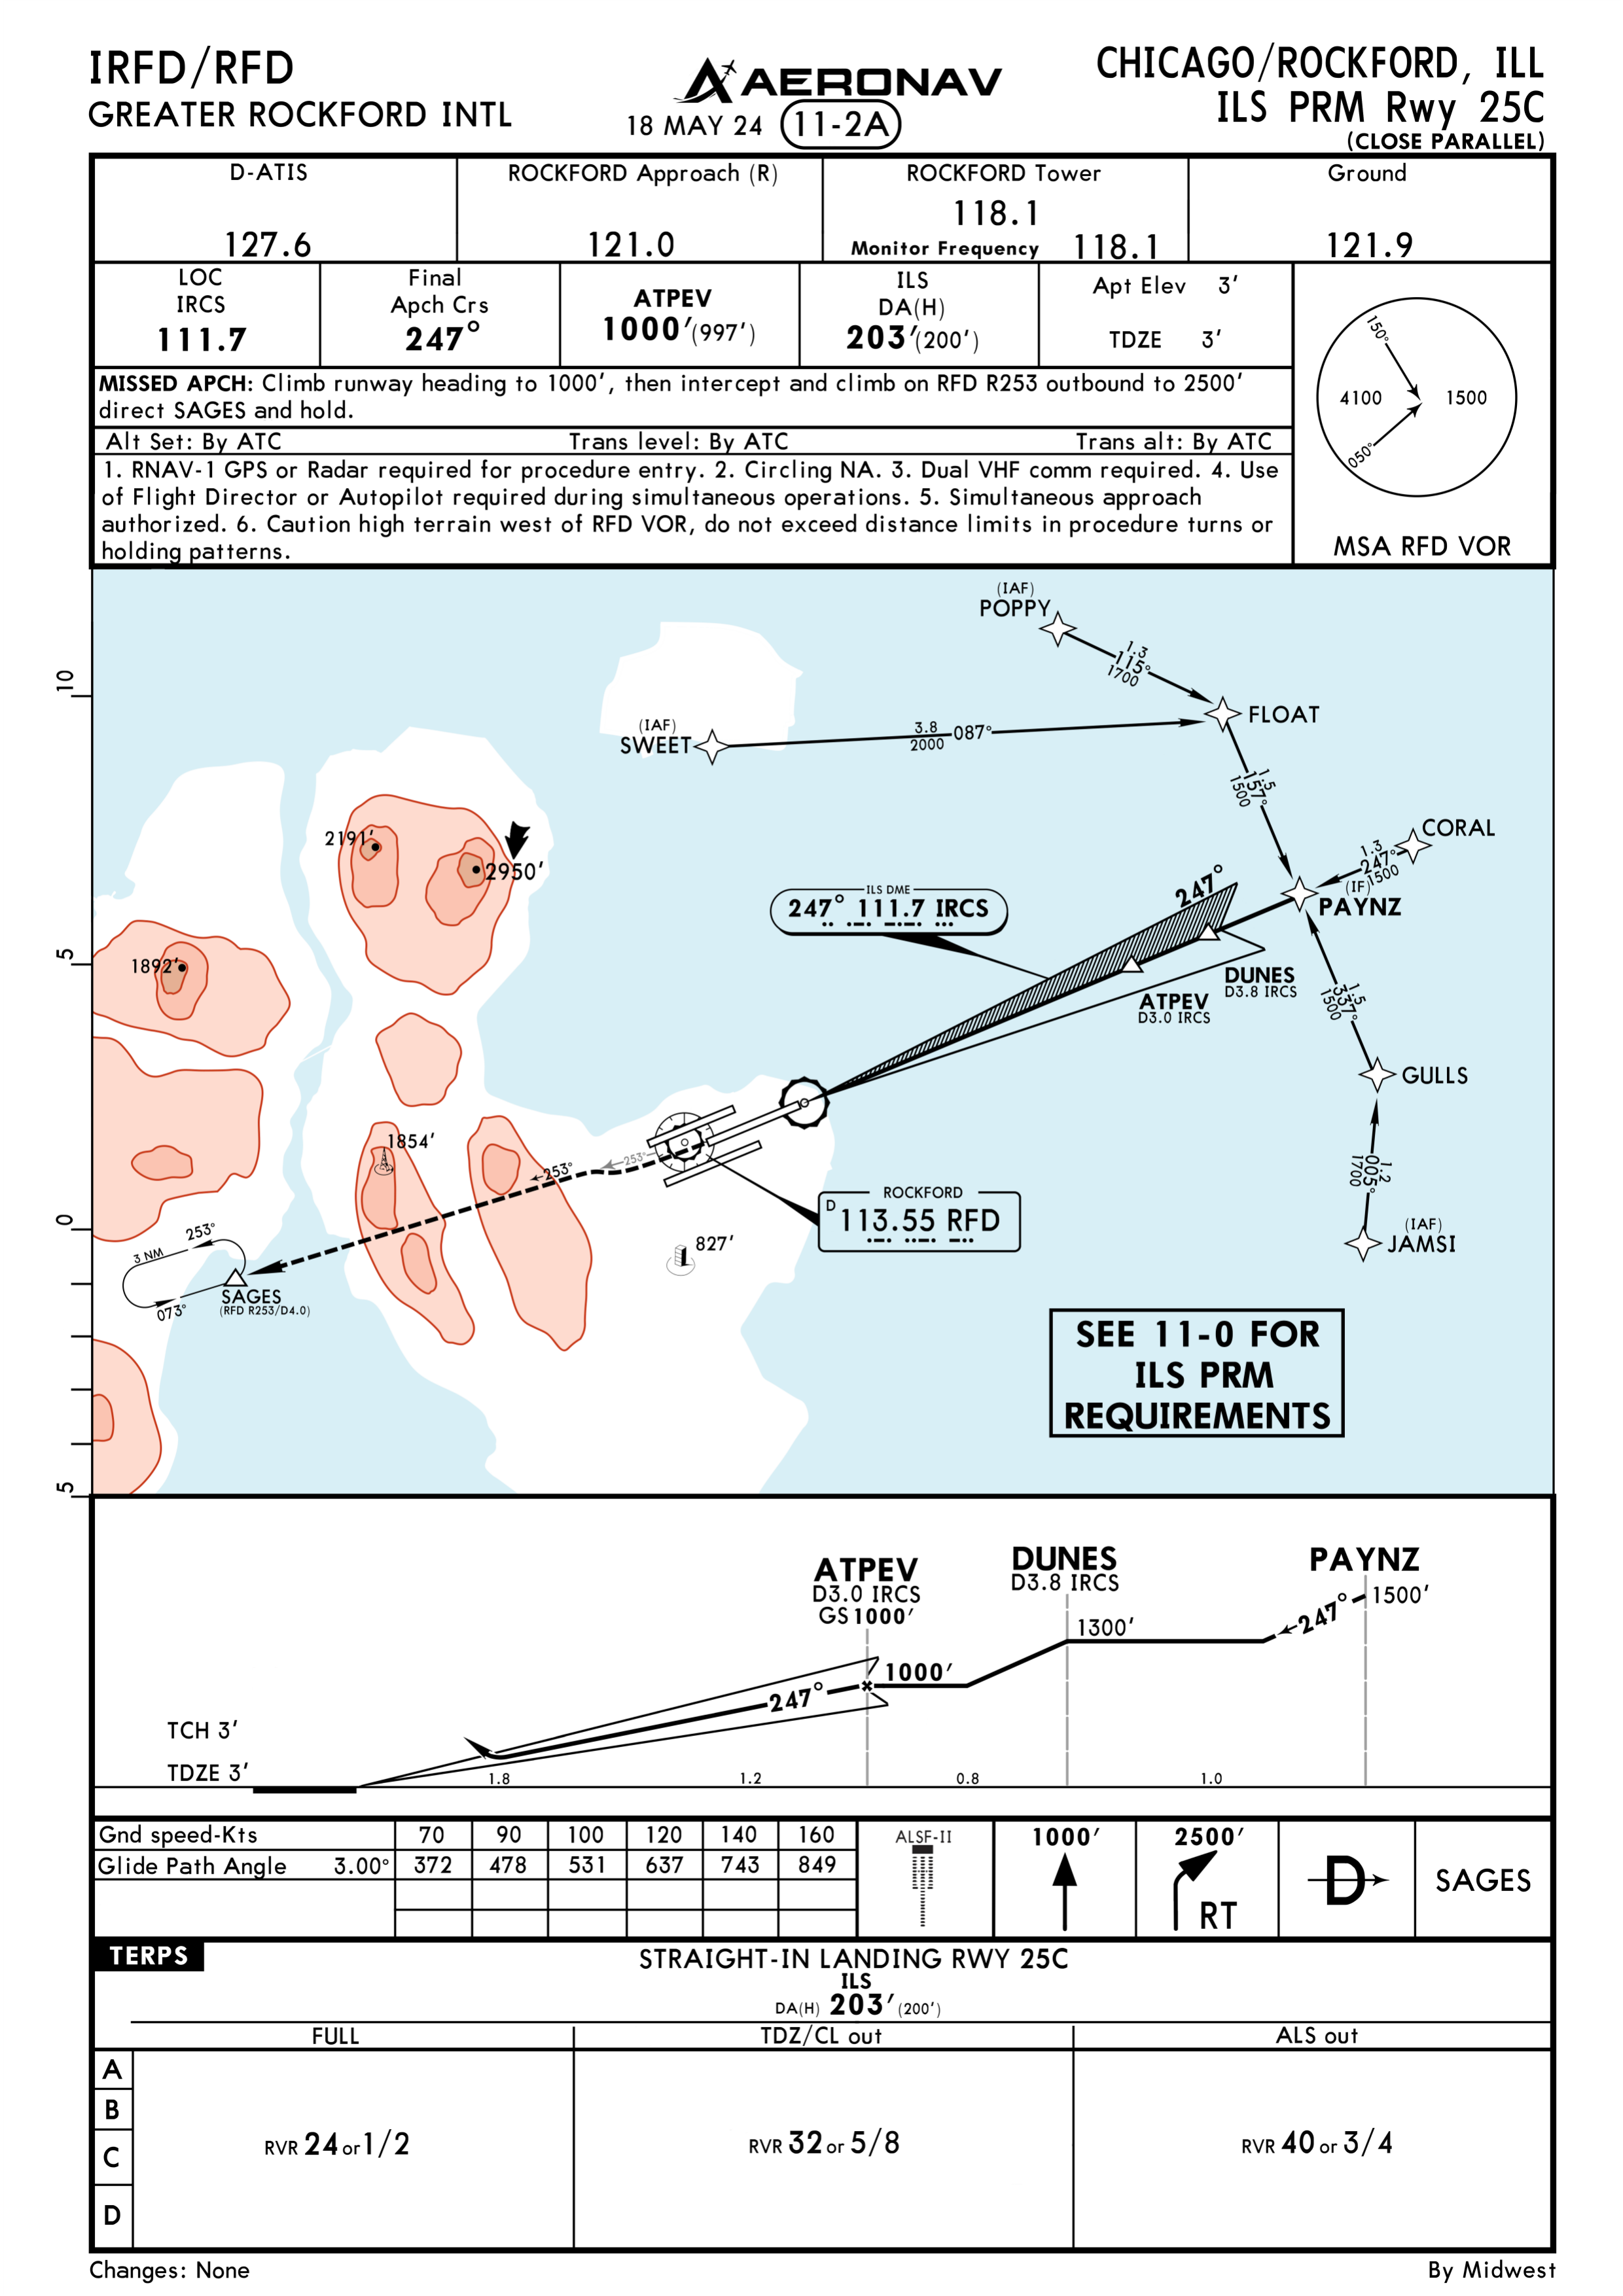 IRFD/RFD
GREATER ROCKFORD INTL
AERONAV
18 MAY 24 11-2A
CHICAGO/ROCKFORD, ILL
ILS PRM Rwy 25C
(CLOSE PARALLEL)
D-ATIS
127.6
ROCKFORD Approach (R)
121.0
ROCKFORD Tower
118.1
Monitor Frequency 118.1
Ground
121.9
LOC
IRCS
111.7
Final
Apch Crs
247°
ATPEV
1000′(997′)
ILS
DA(H)
203′(200′)
Apt Elev 3′
TDZE 3′
MISSED APCH: Climb runway heading to 1000′, then intercept and climb on RFD R253 outbound to 2500′
direct SAGES and hold.
Alt Set: By ATC Trans level: By ATC Trans alt: By ATC
1. RNAV-1 GPS or Radar required for procedure entry. 2. Circling NA. 3. Dual VHF comm required. 4. Use
of Flight Director or Autopilot required during simultaneous operations. 5. Simultaneous approach
authorized. 6. Caution high terrain west of RFD VOR, do not exceed distance limits in procedure turns or
holding patterns.
150°
4100 1500
050°
MSA RFD VOR
(IAF)
POPPY
1.3
115°
1700
10
(IAF)
SWEET
3.8
087°
2000
FLOAT
1.5
157°
1500
CORAL
1.3
247°
1500
(IF)
PAYNZ
2191′
2950′
ILS DME
247° 111.7 IRCS
247°
5
1892′
DUNES
D3.8 IRCS
ATPEV
D3.0 IRCS
1.5
337°
1500
GULLS
1854′
253°
253°
1.2
005°
1700
ROCKFORD
D 113.55 RFD
0
253°
3 NM
073°
SAGES
(RFD R253/D4.0)
827′
(IAF)
JAMSI
SEE 11-0 FOR
ILS PRM
REQUIREMENTS
5
ATPEV
D3.0 IRCS
GS 1000′
DUNES
D3.8 IRCS
PAYNZ
1500′
247°
1300′
1000′
247°
TCH 3′
TDZE 3′
1.8 1.2 0.8 1.0
Gnd speed-Kts 70 90 100 120 140 160
Glide Path Angle 3.00° 372 478 531 637 743 849
ALSF-II
1000′
2500′
RT
D
SAGES
TERPS
STRAIGHT-IN LANDING RWY 25C
ILS
DA(H) 203′ (200′)
FULL TDZ/CL out ALS out
A
B
C
D
RVR 24 or 1/2
RVR 32 or 5/8
RVR 40 or 3/4
Changes: None
By Midwest